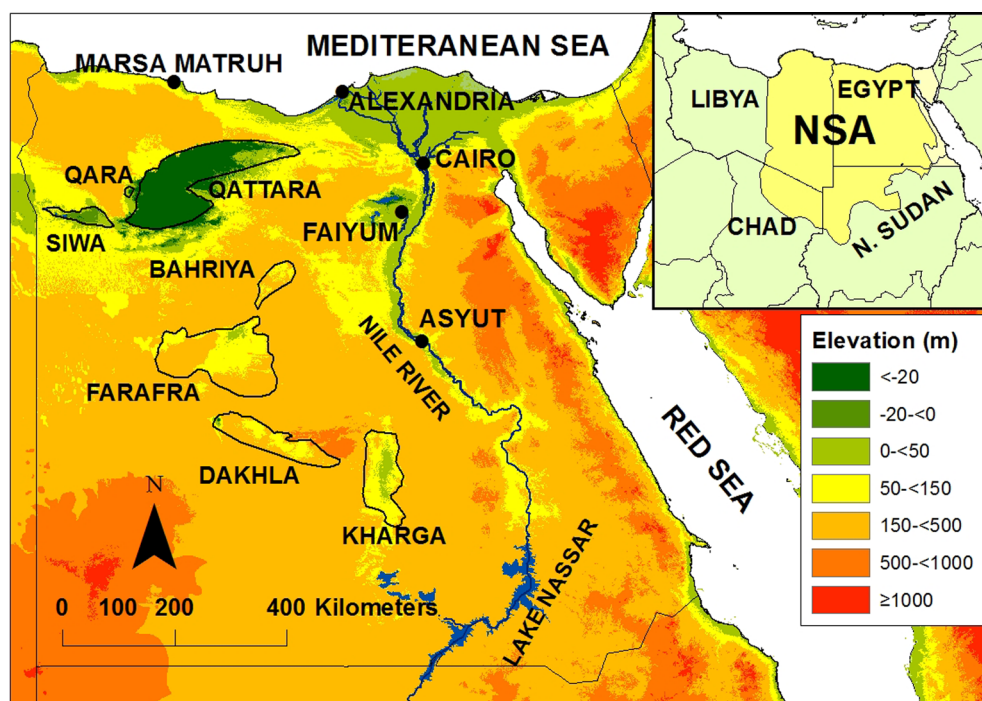 MEDITERANEAN SEA
MARSA MATRUH
ALEXANDRIA
CAIRO
QARA
QATTARA
SIWA
FAIYUM
BAHRIYA
ASYUT
NILE RIVER
FARAFRA
DAKHLA
KHARGA
LAKE NASSAR
RED SEA
N
0 100 200 400 Kilometers
LIBYA
EGYPT
NSA
CHAD
N. SUDAN
Elevation (m)
<-20
-20-<0
0-<50
50-<150
150-<500
500-<1000
≥1000